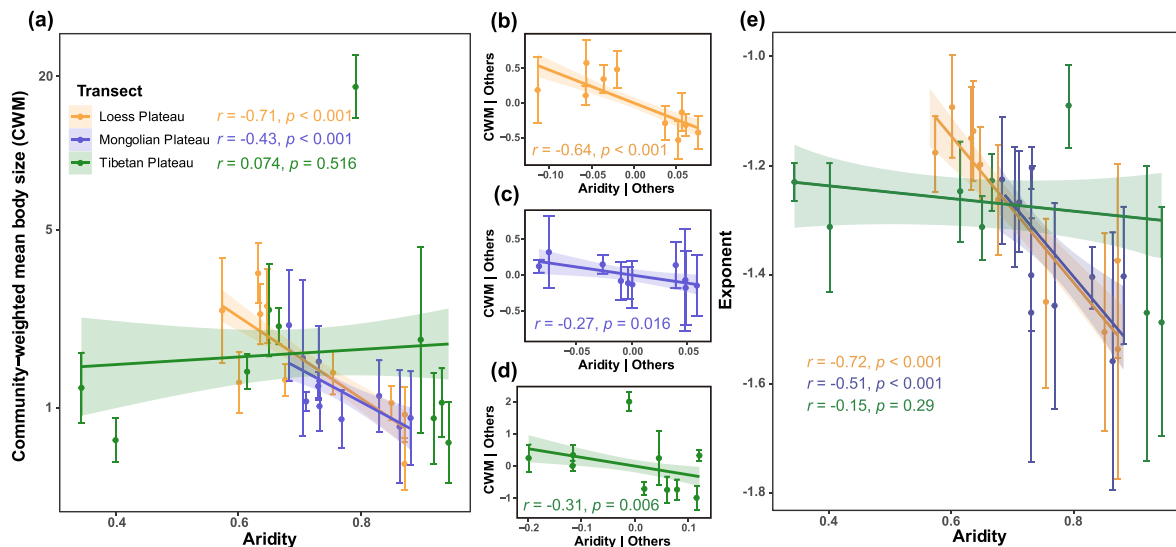 (a)
Community−weighted mean body size (CWM)
20
5
1
Transect
Loess Plateau r = -0.71, p < 0.001
Mongolian Plateau r = -0.43, p < 0.001
Tibetan Plateau r = 0.074, p = 0.516
0.4 0.6 0.8
Aridity
(b)
CWM | Others
0.5
0.0
−0.5
r = -0.64, p < 0.001
−0.10 −0.05 0.00 0.05
Aridity | Others
(c)
CWM | Others
0.5
0.0
−0.5
r = -0.27, p = 0.016
−0.05 0.00 0.05
Aridity | Others
(d)
CWM | Others
2
1
0
−1
r = -0.31, p = 0.006
−0.2 −0.1 0.0 0.1
Aridity | Others
(e)
Exponent
-1.0
-1.2
-1.4
-1.6
-1.8
r = -0.72, p < 0.001
r = -0.51, p < 0.001
r = -0.15, p = 0.29
0.4 0.6 0.8
Aridity